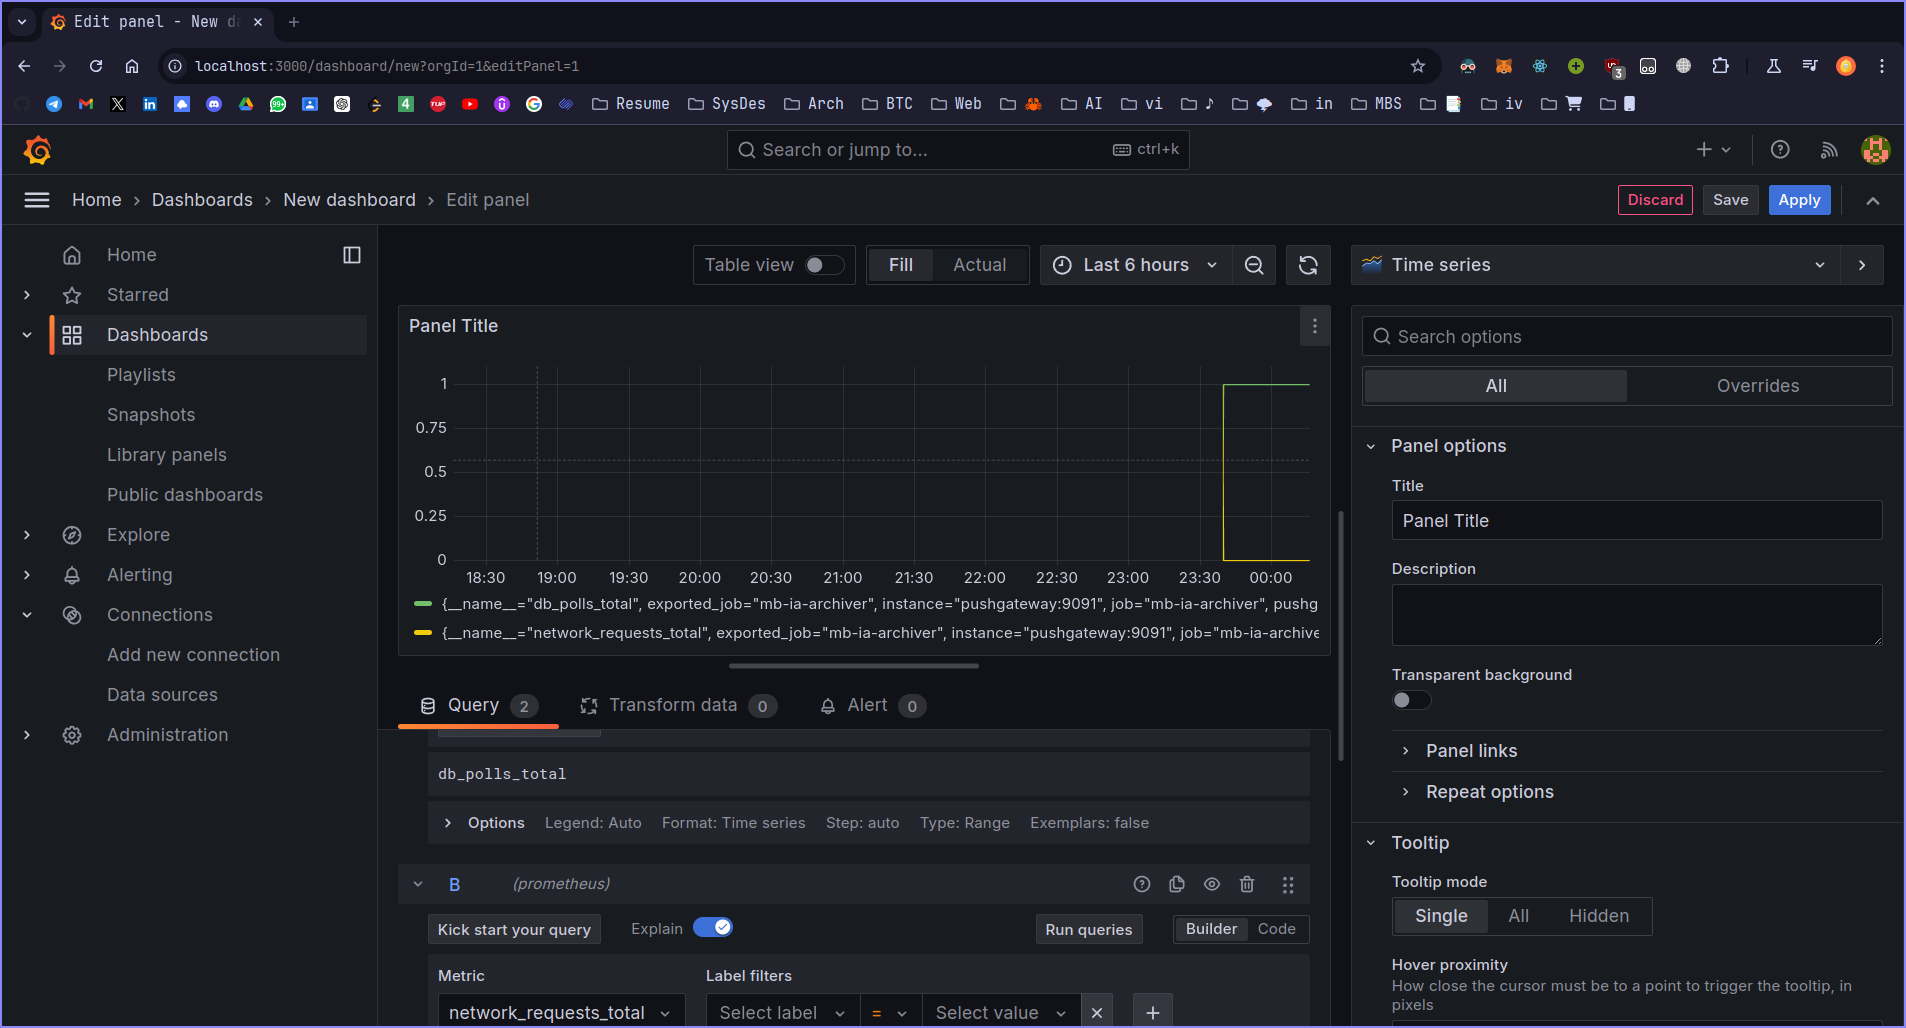 Edit panel - New d
localhost:3000/dashboard/new?orgId=1&editPanel=1
3
99+
4
TUF
Resume
SysDes
Arch
BTC
Web
AI
vi
in
MBS
iv
Search or jump to...
ctrl+k
Home › Dashboards › New dashboard › Edit panel
Discard
Save
Apply
Home
Starred
Dashboards
Playlists
Snapshots
Library panels
Public dashboards
Explore
Alerting
Connections
Add new connection
Data sources
Administration
Table view
Fill
Actual
Last 6 hours
Time series
Panel Title
1
0.75
0.5
0.25
0
18:30 19:00 19:30 20:00 20:30 21:00 21:30 22:00 22:30 23:00 23:30 00:00
{__name__="db_polls_total", exported_job="mb-ia-archiver", instance="pushgateway:9091", job="mb-ia-archiver", pushg
{__name__="network_requests_total", exported_job="mb-ia-archiver", instance="pushgateway:9091", job="mb-ia-archive
Query 2
Transform data 0
Alert 0
db_polls_total
Options Legend: Auto Format: Time series Step: auto Type: Range Exemplars: false
B (prometheus)
Kick start your query
Explain
Run queries
Builder
Code
Metric
Label filters
network_requests_total
Select label
=
Select value
Search options
All
Overrides
Panel options
Title
Panel Title
Description
Transparent background
Panel links
Repeat options
Tooltip
Tooltip mode
Single
All
Hidden
Hover proximity
How close the cursor must be to a point to trigger the tooltip, in
pixels